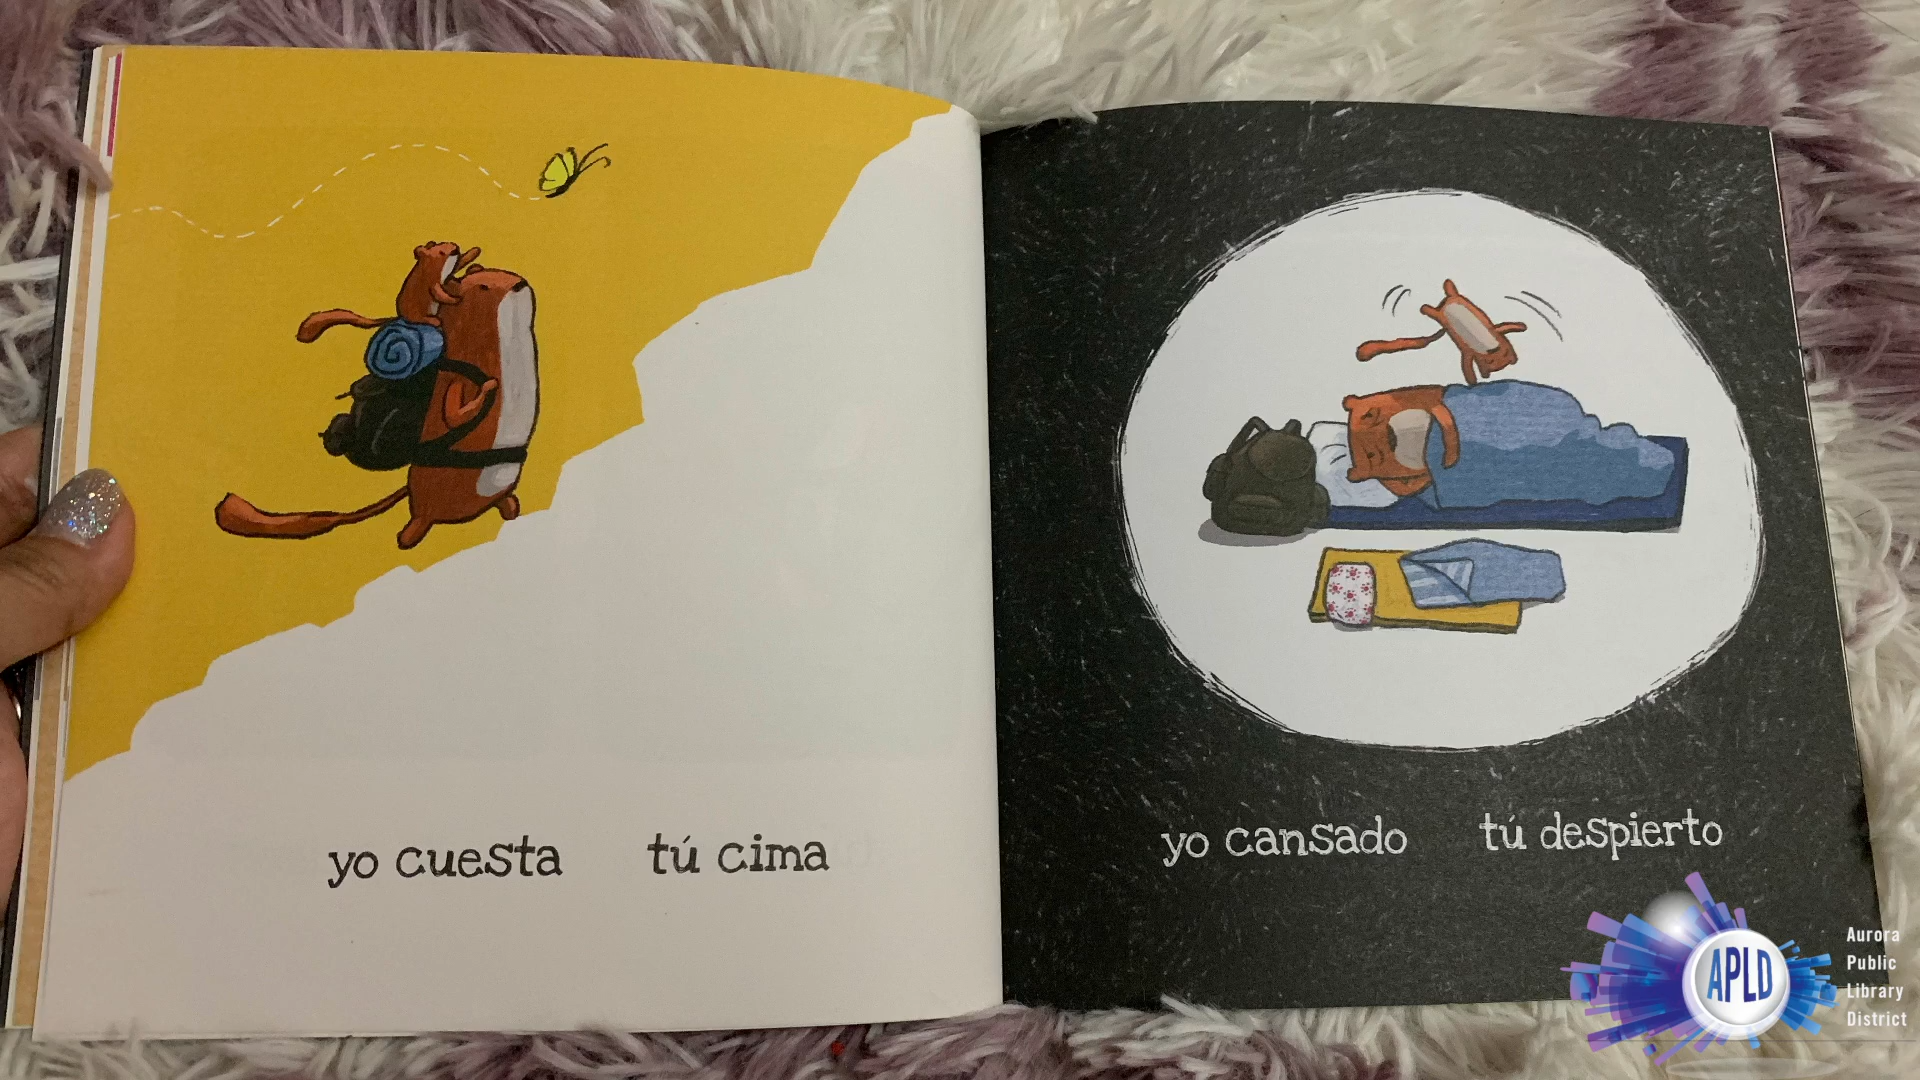 yo cuesta tú cima
yo cansado tú despierto
APLD
Aurora
Public
Library
District